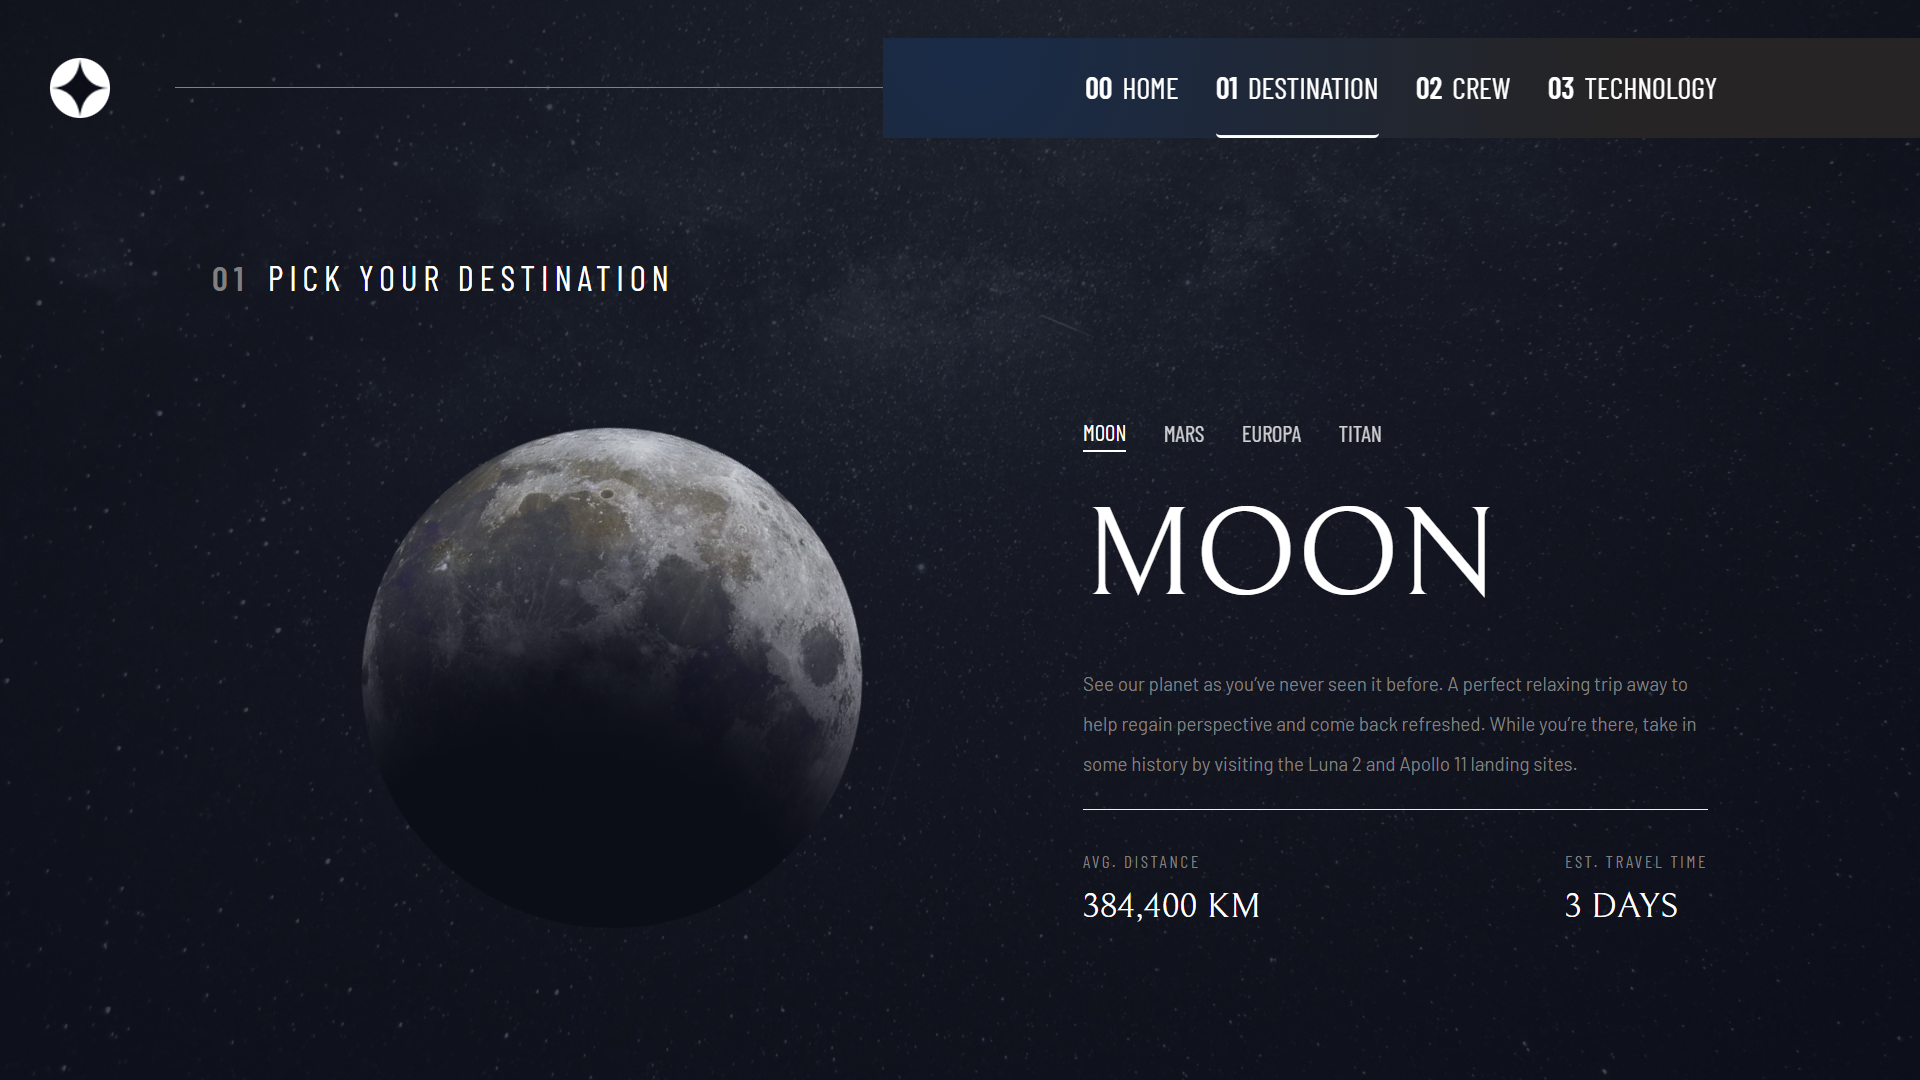 00 HOME 01 DESTINATION 02 CREW 03 TECHNOLOGY
01 PICK YOUR DESTINATION
MOON MARS EUROPA TITAN
MOON
See our planet as you’ve never seen it before. A perfect relaxing trip away to
help regain perspective and come back refreshed. While you’re there, take in
some history by visiting the Luna 2 and Apollo 11 landing sites.
AVG. DISTANCE EST. TRAVEL TIME
384,400 KM 3 DAYS